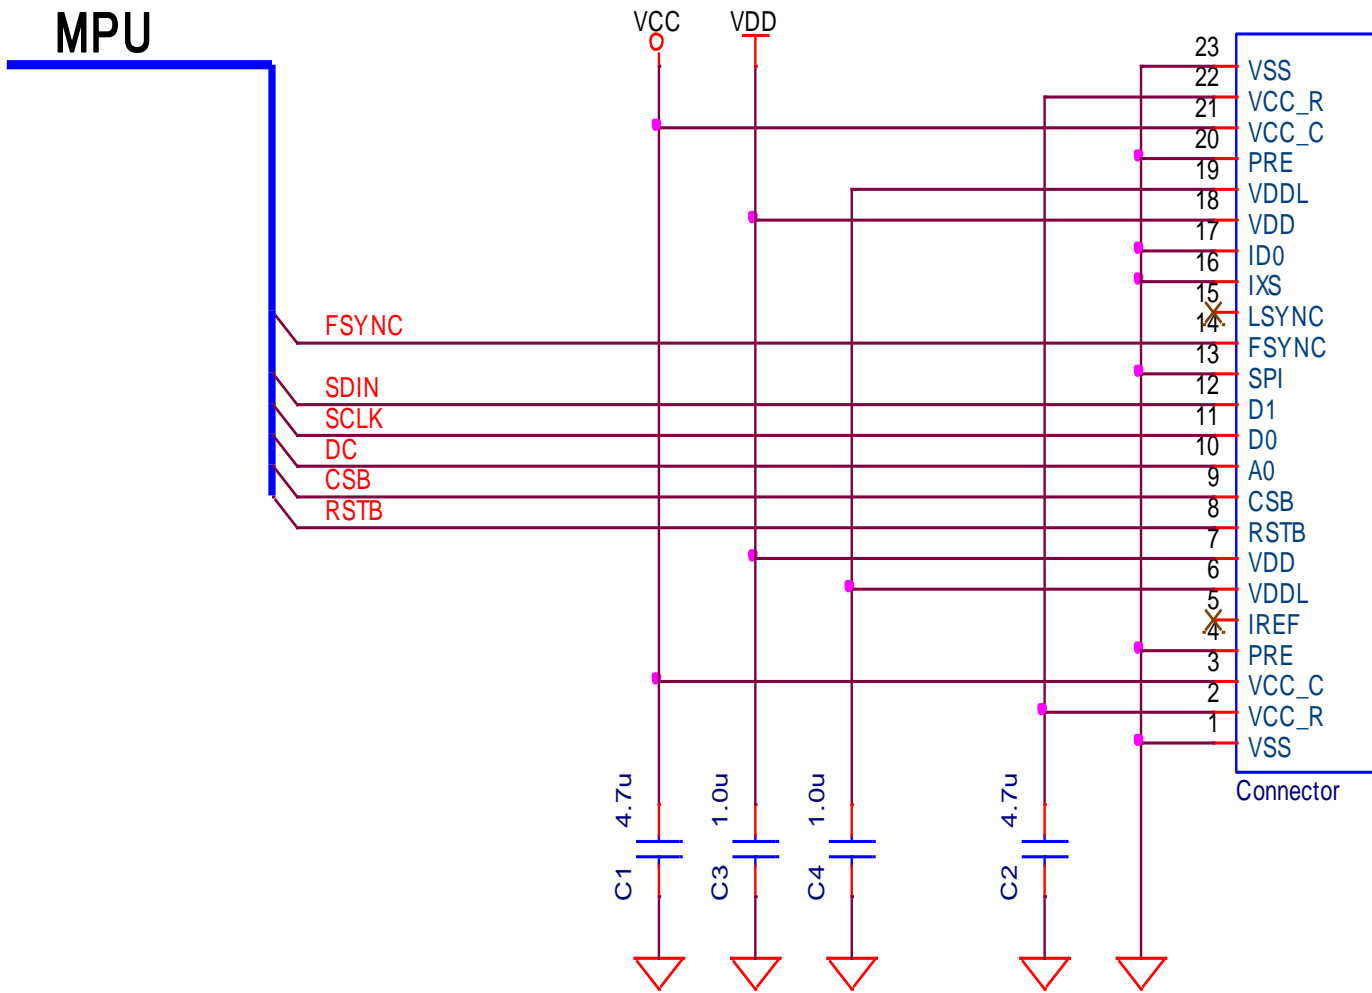 MPU
VCC
VDD
23
VSS
22
VCC_R
21
VCC_C
20
PRE
19
VDDL
18
VDD
17
ID0
16
IXS
15
LSYNC
14
FSYNC
FSYNC
13
SPI
12
SDIN
D1
11
SCLK
D0
10
DC
A0
9
CSB
CSB
8
RSTB
RSTB
7
VDD
6
VDDL
5
IREF
4
PRE
3
VCC_C
2
VCC_R
1
VSS
Connector
4.7u
C1
1.0u
C3
1.0u
C4
4.7u
C2